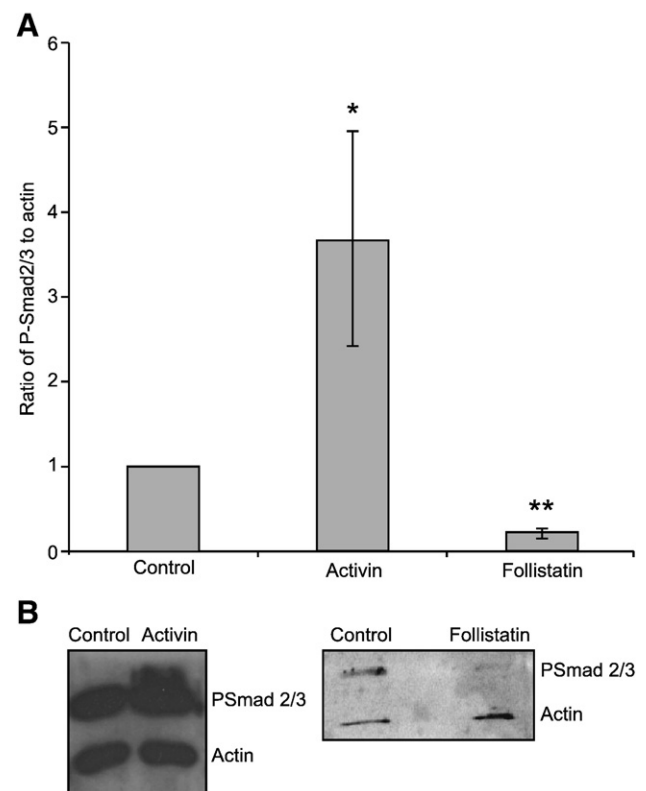 A
6
5
4
3
2
1
0
Ratio of P-Smad2/3 to actin
*
**
Control Activin Follistatin
B
Control Activin
PSmad 2/3
Actin
Control Follistatin
PSmad 2/3
Actin